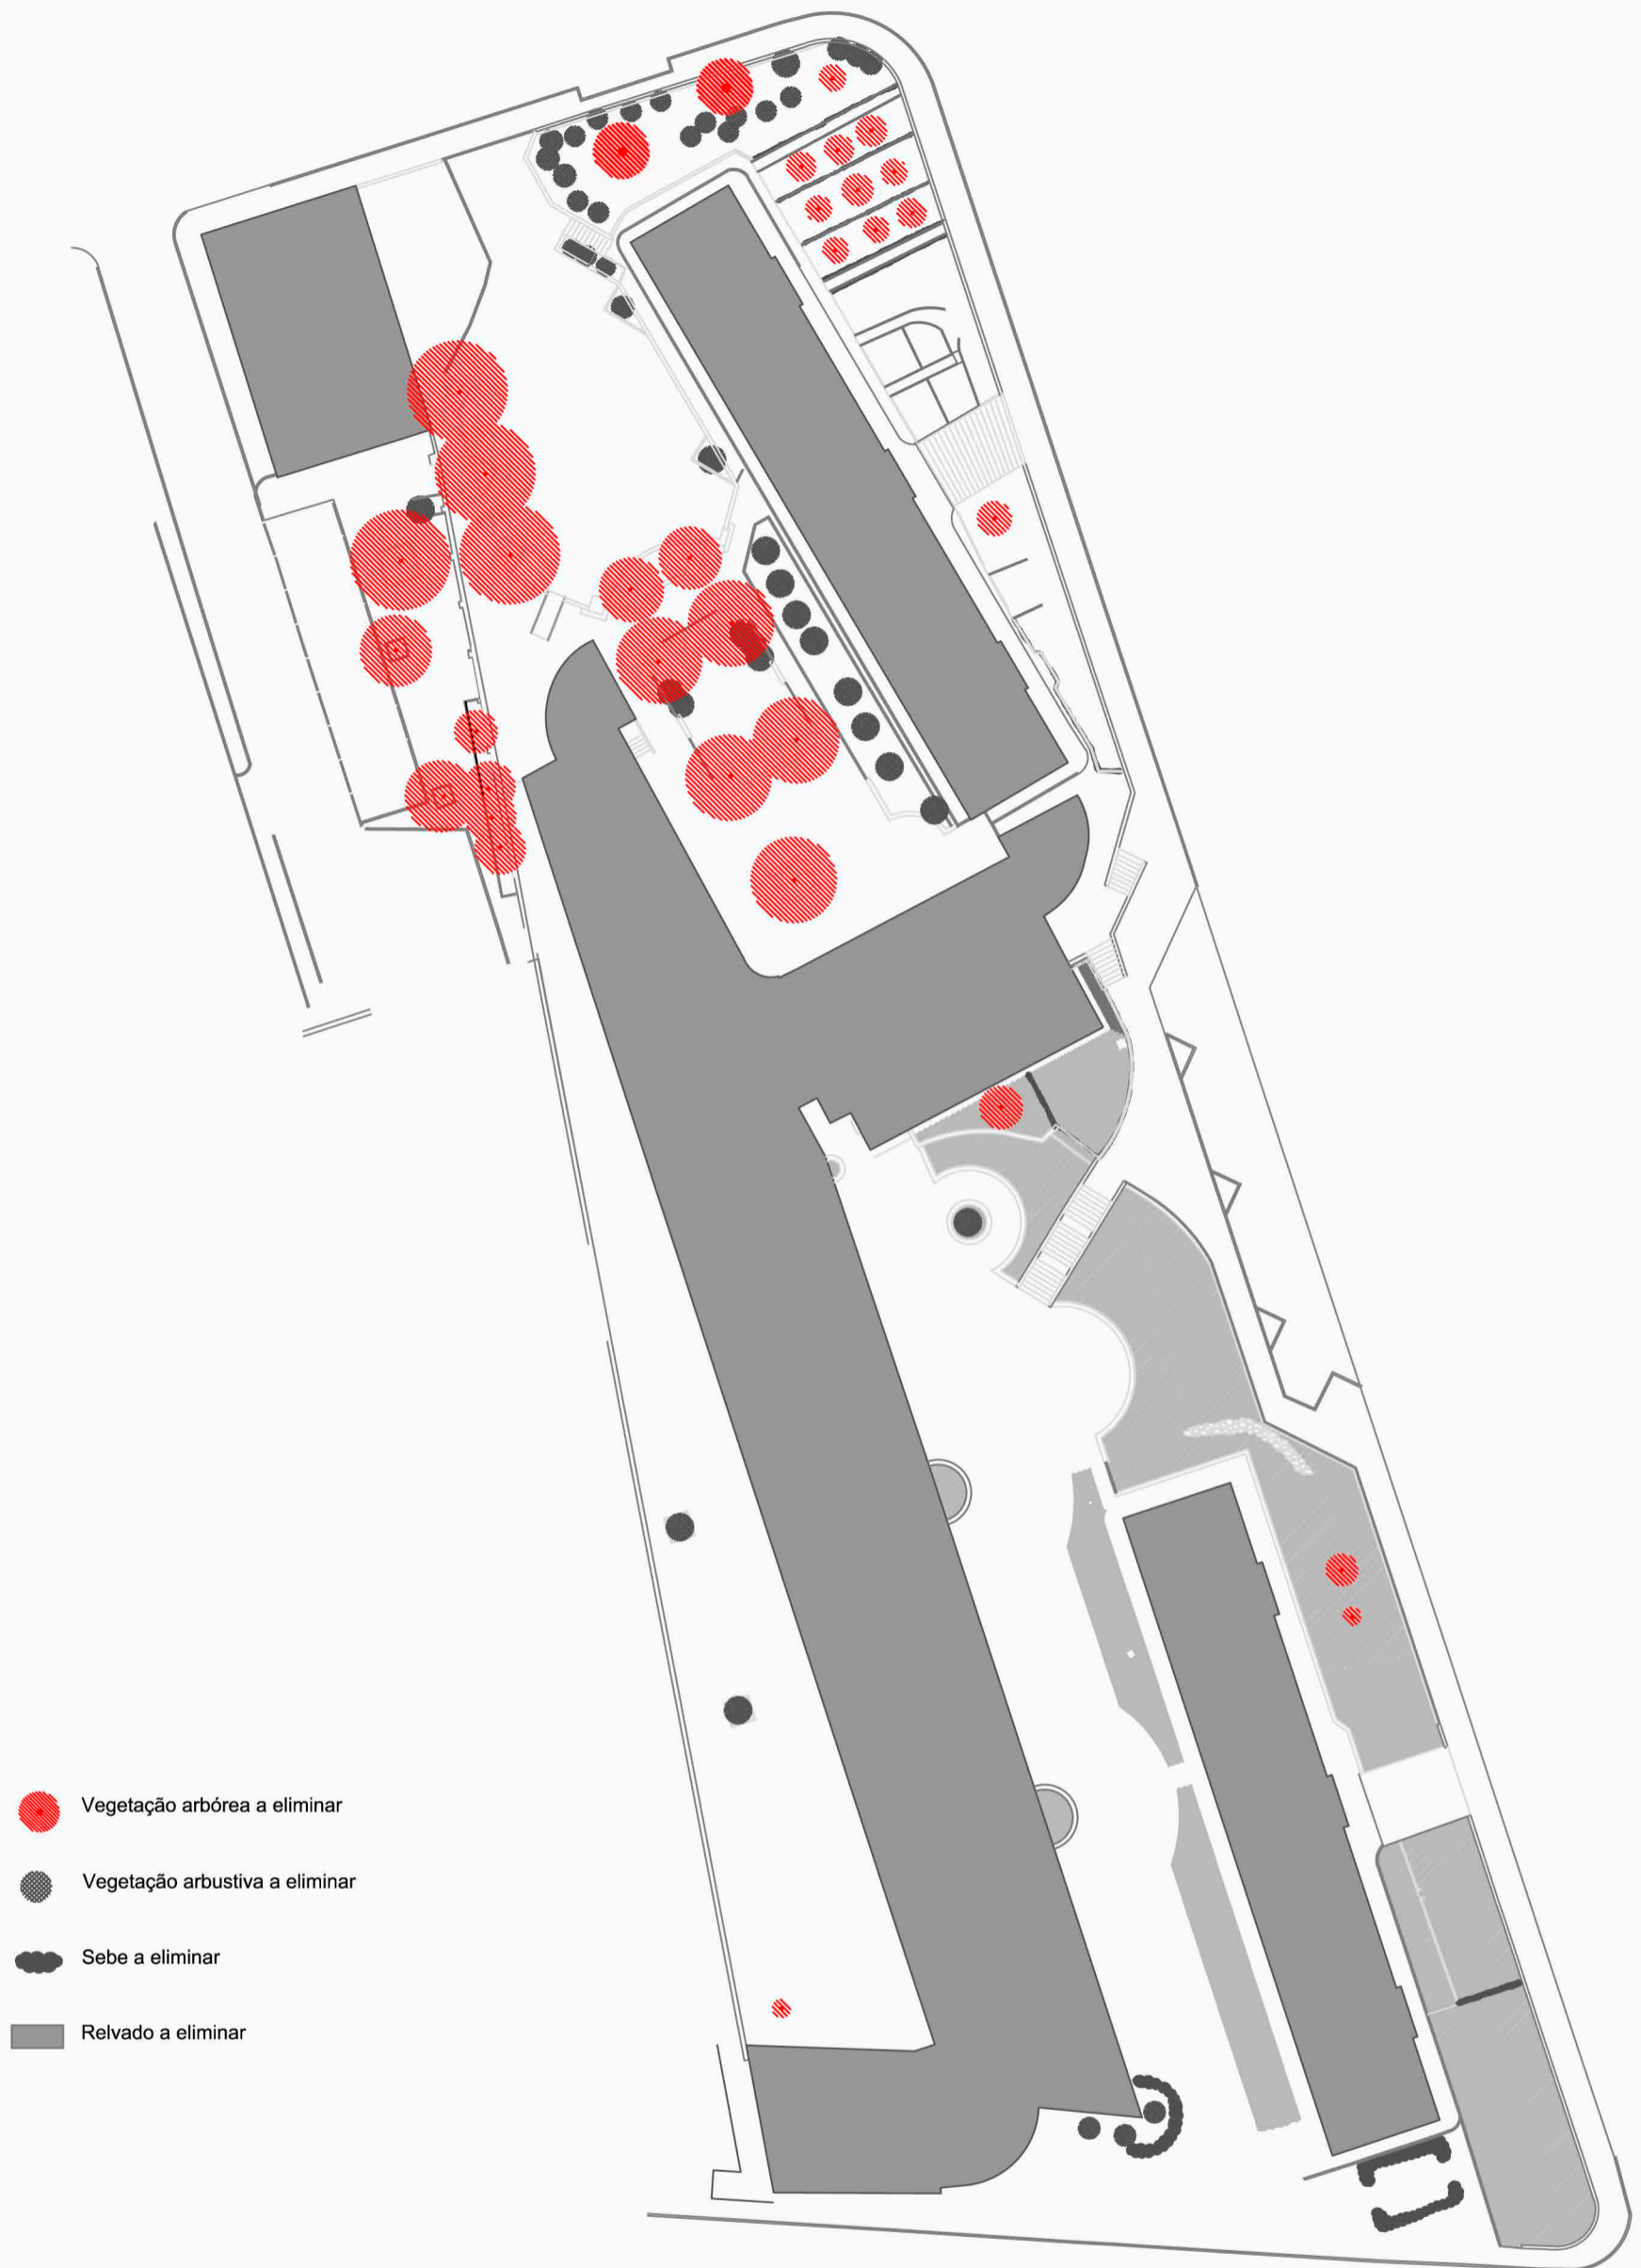 Vegetação arbórea a eliminar
Vegetação arbustiva a eliminar
Sebe a eliminar
Relvado a eliminar